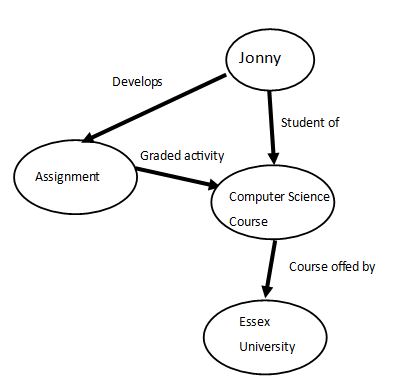 Jonny
Develops
Student of
Graded activity
Assignment
Computer Science
Course
Course offed by
Essex
University